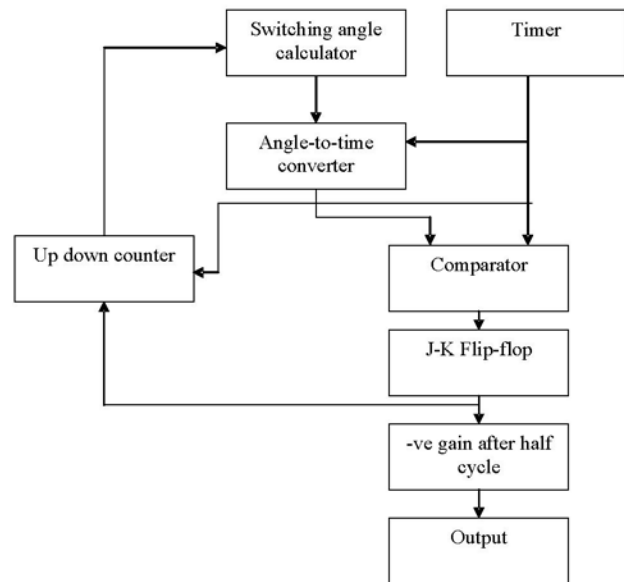 Switching angle
calculator
Timer
Angle-to-time
converter
Up down counter
Comparator
J-K Flip-flop
-ve gain after half
cycle
Output